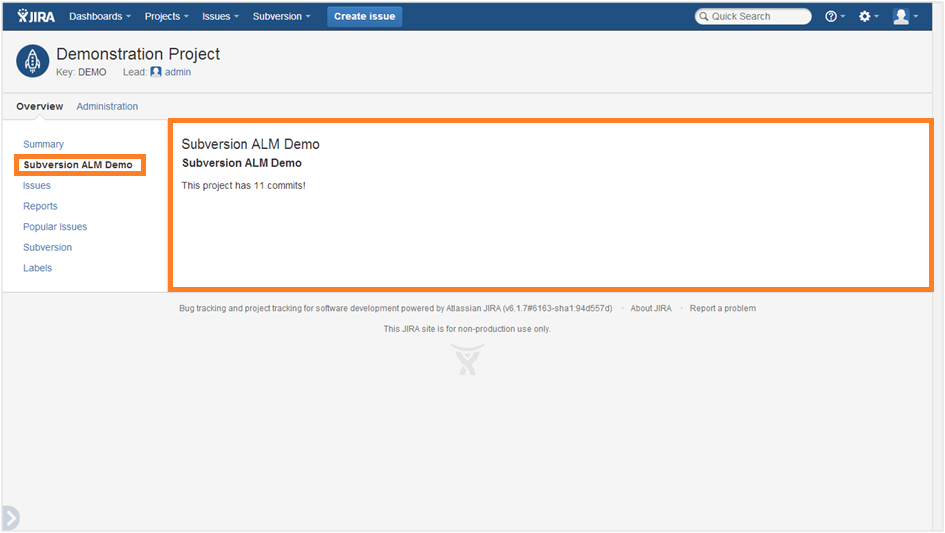 JIRA Dashboards Projects Issues Subversion Create issue Quick Search
Demonstration Project
Key: DEMO Lead: admin
Overview Administration
Summary
Subversion ALM Demo
Issues
Reports
Popular Issues
Subversion
Labels
Subversion ALM Demo
Subversion ALM Demo
This project has 11 commits!
Bug tracking and project tracking for software development powered by Atlassian JIRA (v6.1.7#6163-sha1:94d557d) · About JIRA · Report a problem
This JIRA site is for non-production use only.